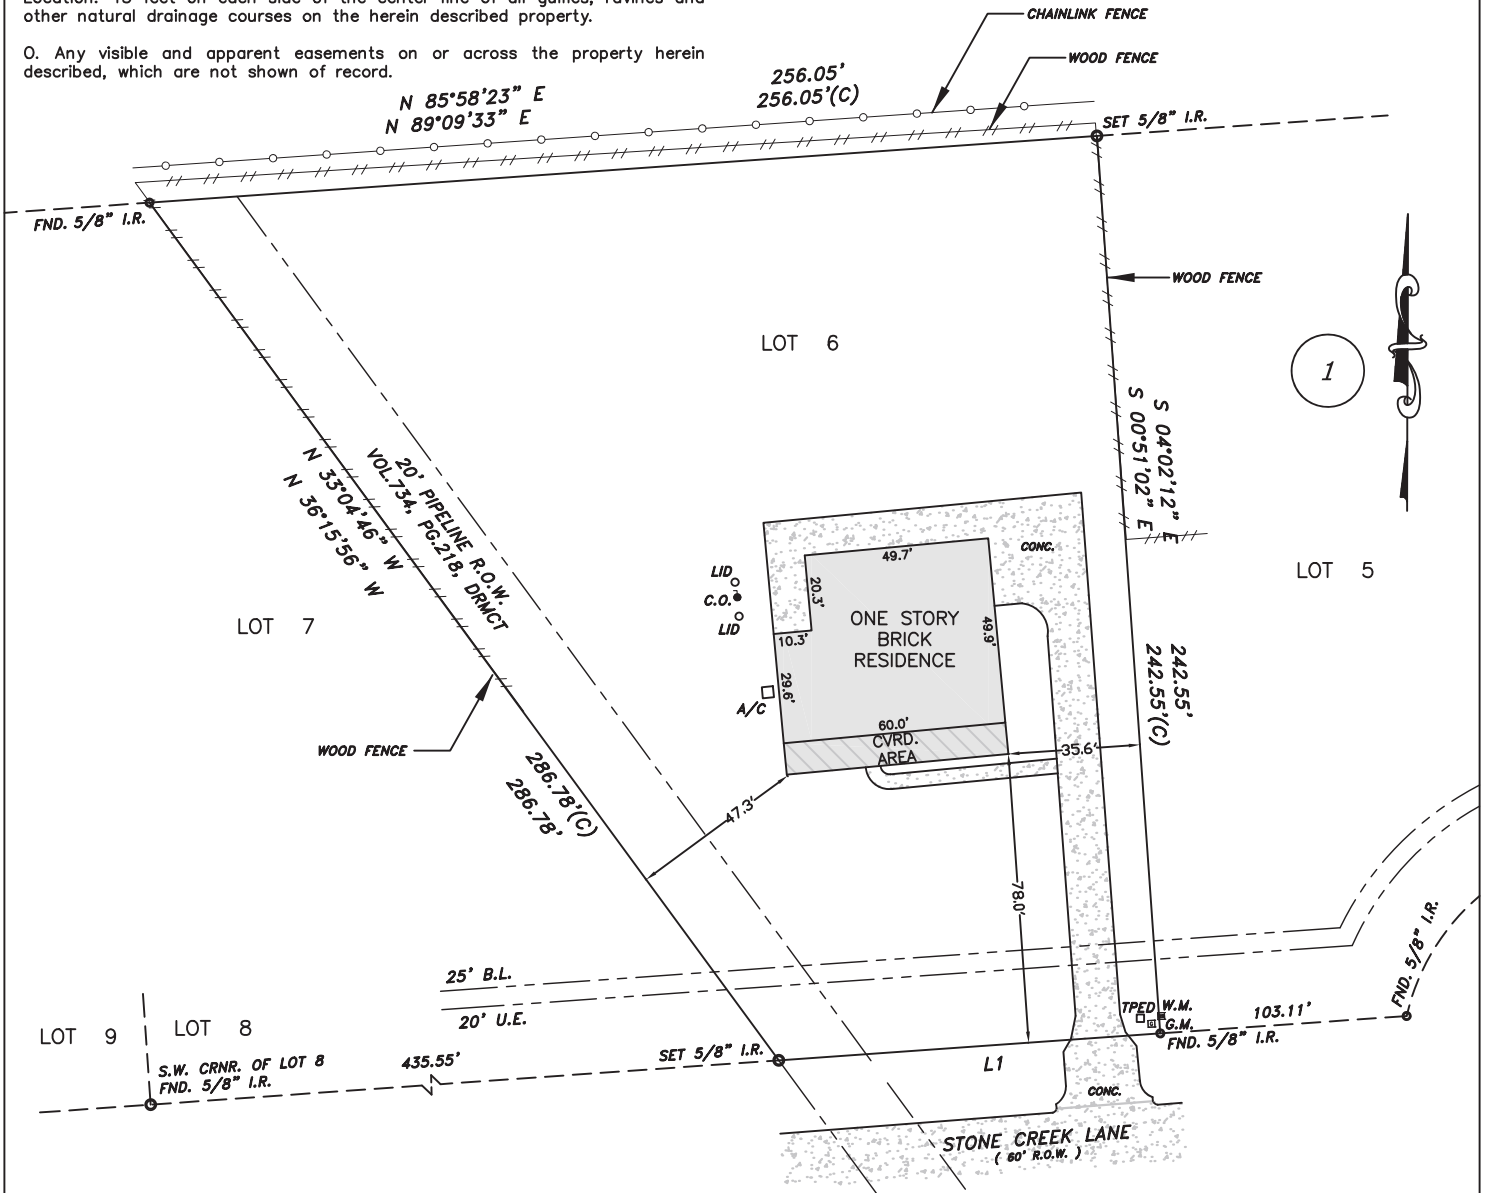 other natural drainage courses on the herein described property.
O. Any visible and apparent easements on or across the property herein
described, which are not shown of record.
CHAINLINK FENCE
WOOD FENCE
256.05'
256.05'(C)
N 85°58'23" E
N 89°09'33" E
SET 5/8" I.R.
FND. 5/8" I.R.
WOOD FENCE
LOT 6
1
S 04°02'12" E
S 00°51'02" E
N 33°04'46" W
N 36°15'56" W
20' PIPELINE R.O.W.
VOL.734, PG.218, DRMCT
CONC.
49.7'
LID
C.O.
LID
20.3'
10.3'
ONE STORY
BRICK
RESIDENCE
49.9'
29.6'
A/C
60.0'
CVRD.
AREA
LOT 5
LOT 7
242.55'
242.55'(C)
35.6'
WOOD FENCE
286.78'(C)
286.78'
47.3'
78.0'
25' B.L.
20' U.E.
LOT 9
LOT 8
S.W. CRNR. OF LOT 8
FND. 5/8" I.R.
435.55'
SET 5/8" I.R.
L1
TPED
W.M.
G.M.
FND. 5/8" I.R.
103.11'
FND. 5/8" I.R.
CONC.
STONE CREEK LANE
( 60' R.O.W. )